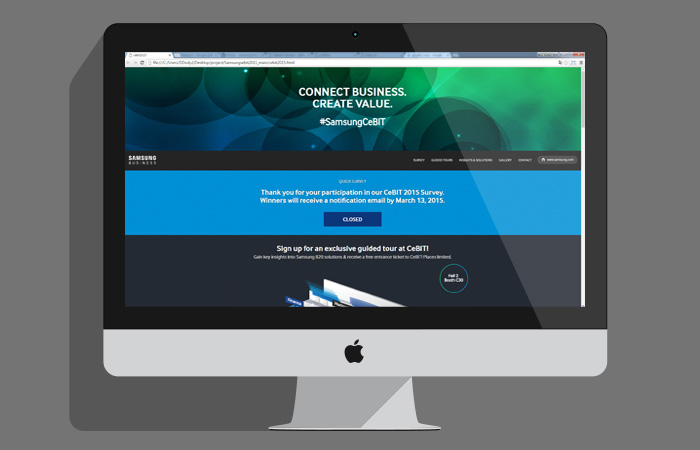 CONNECT BUSINESS.
CREATE VALUE.
#SamsungCeBIT
SAMSUNG
BUSINESS
SURVEY GUIDED TOURS INSIGHTS & SOLUTIONS GALLERY CONTACT www.samsung.com
QUICK SURVEY
Thank you for your participation in our CeBIT 2015 Survey.
Winners will receive a notification email by March 13, 2015.
CLOSED
Sign up for an exclusive guided tour at CeBIT!
Gain key insights into Samsung B2B solutions & receive a free entrance ticket to CeBIT! Places limited.
Hall 2
Booth C30